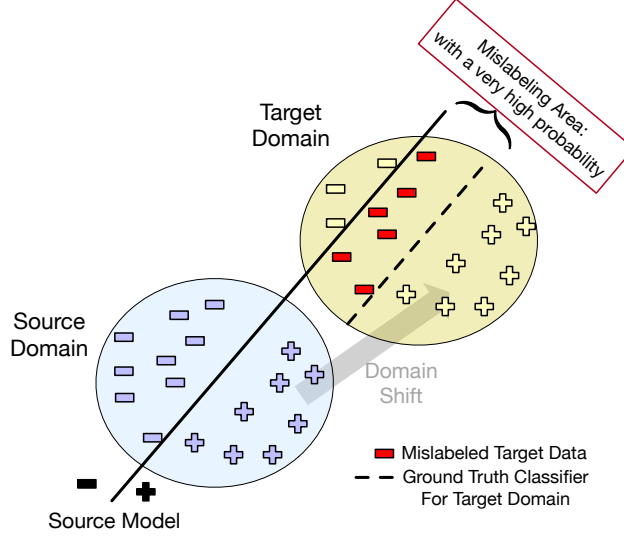 Mislabeling Area:
with a very high probability
Target
Domain
Source
Domain
Domain
Shift
Mislabeled Target Data
Ground Truth Classifier
For Target Domain
Source Model